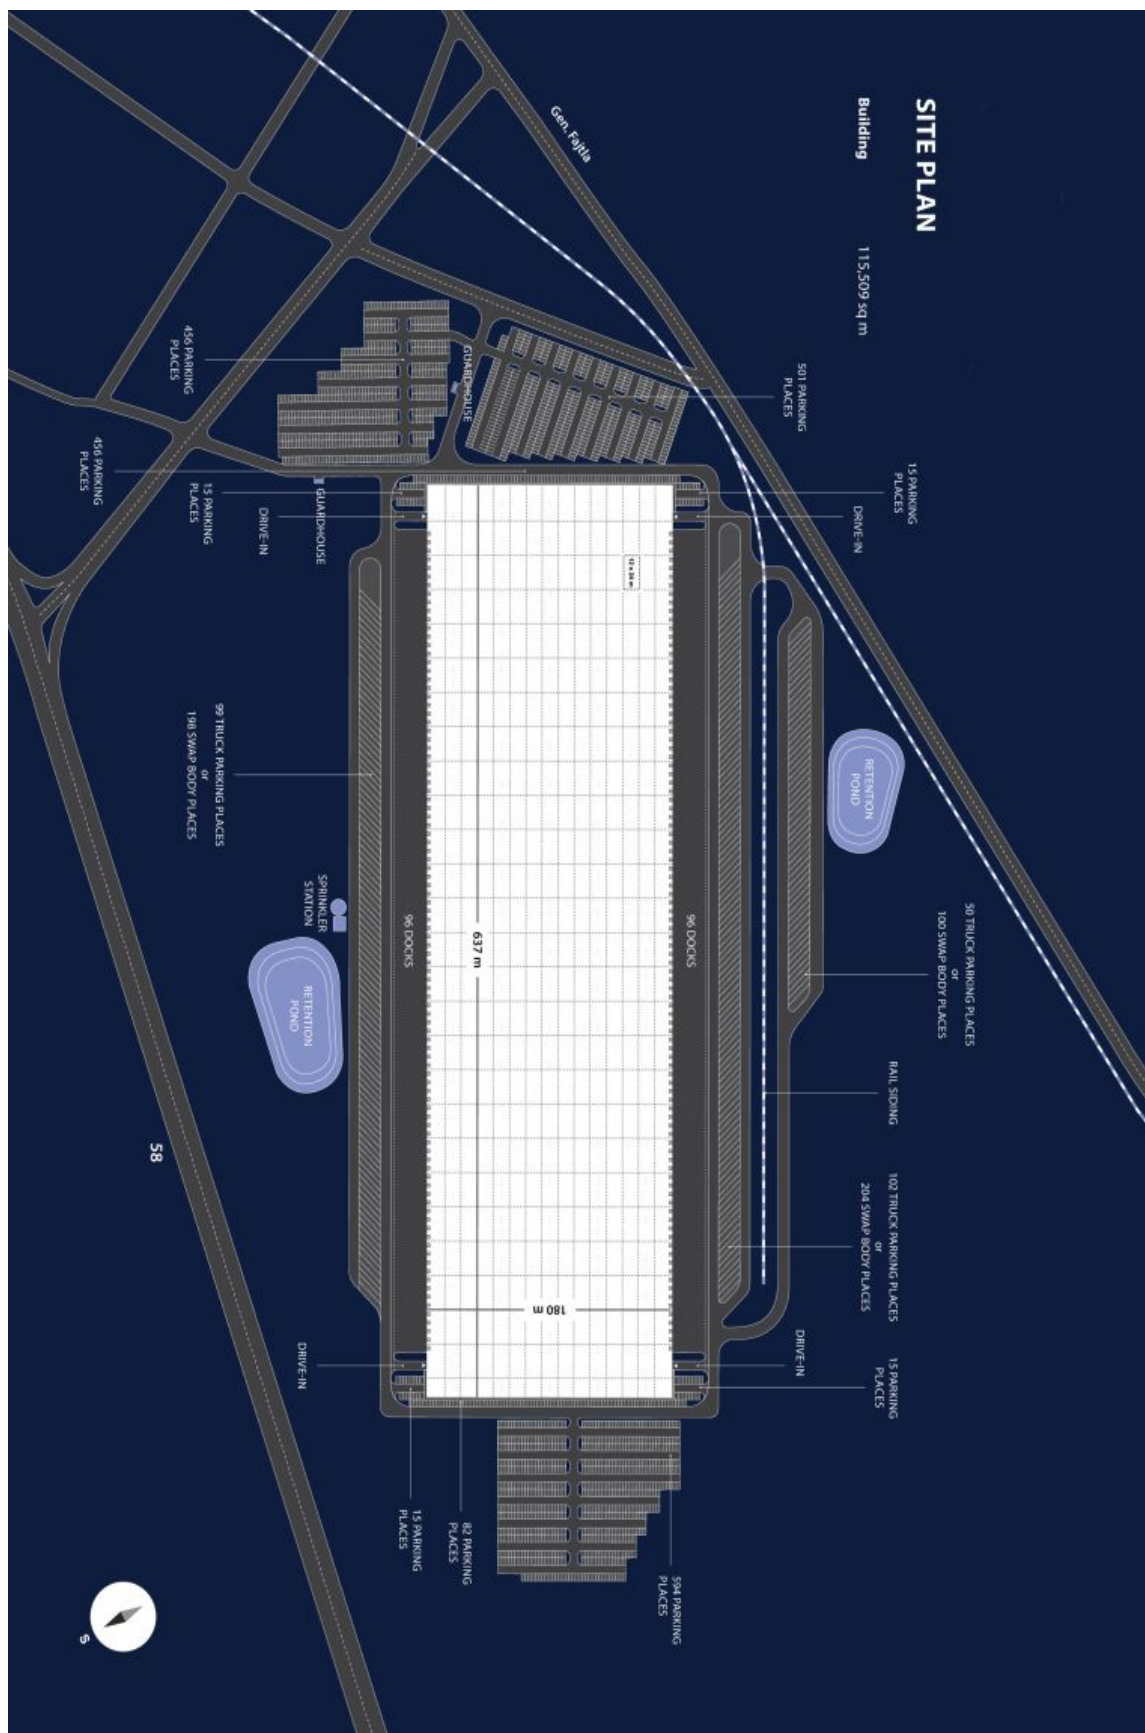 SITE PLAN
Building 115,509 sq m
Gen. Fajtla
501 PARKING
PLACES
15 PARKING
PLACES
DRIVE-IN
RETENTION
POND
50 TRUCK PARKING PLACES
or
100 SWAP BODY PLACES
RAIL SIDING
102 TRUCK PARKING PLACES
or
204 SWAP BODY PLACES
DRIVE-IN
15 PARKING
PLACES
12 x 24 m
96 DOCKS
180 m
637 m
96 DOCKS
594 PARKING
PLACES
82 PARKING
PLACES
15 PARKING
PLACES
GUARDHOUSE
456 PARKING
PLACES
456 PARKING
PLACES
15 PARKING
PLACES
DRIVE-IN
GUARDHOUSE
99 TRUCK PARKING PLACES
or
198 SWAP BODY PLACES
SPRINKLER
STATION
RETENTION
POND
DRIVE-IN
58
S